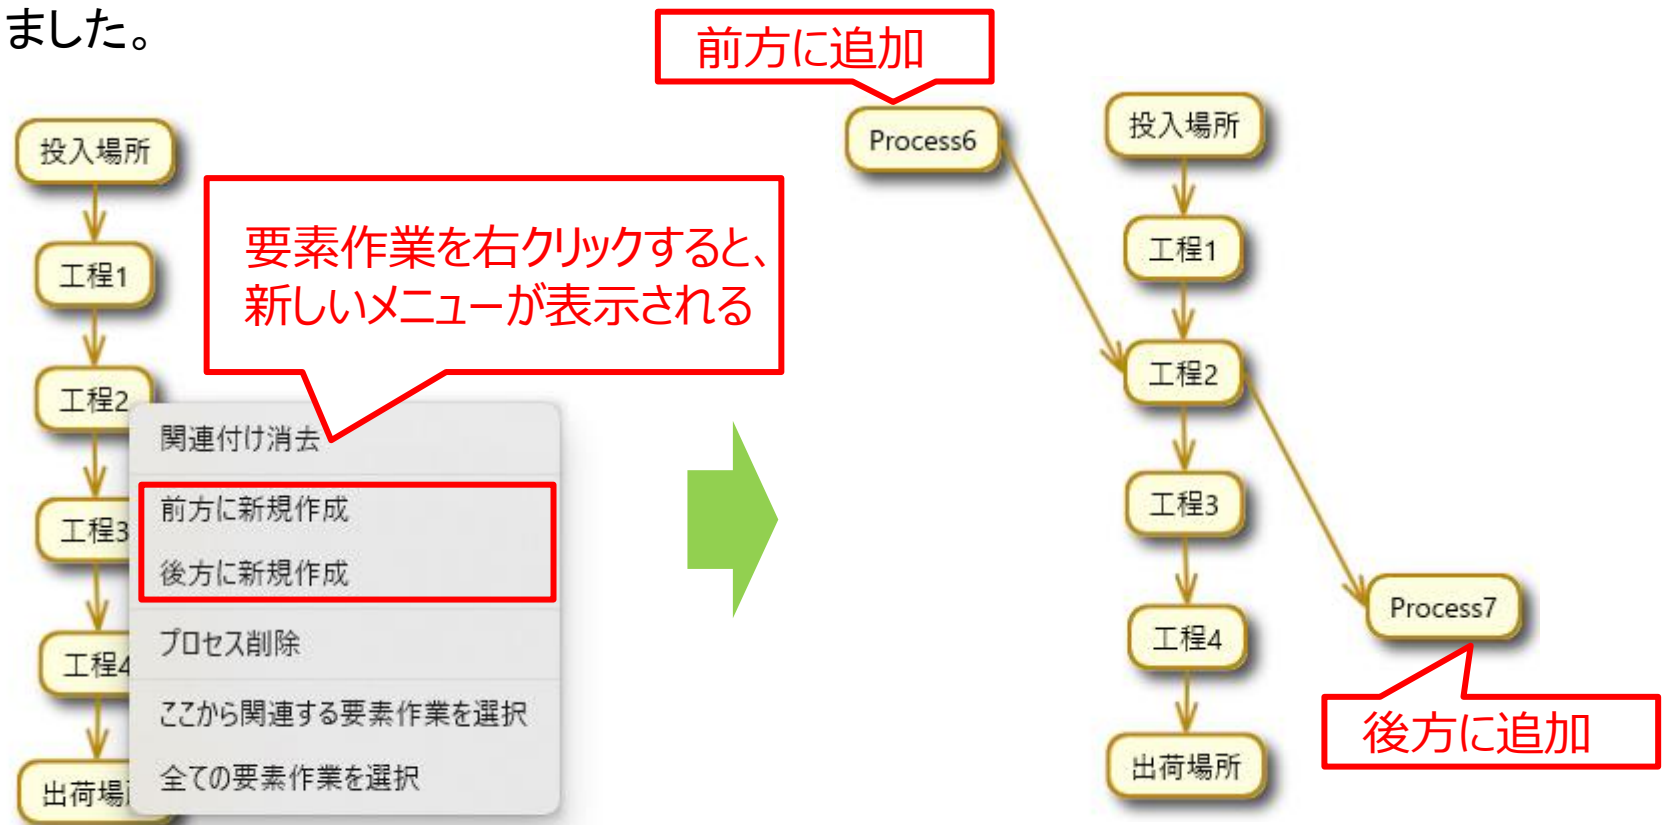 ました。
前方に追加
投入場所
工程1
工程2
工程3
工程4
出荷場
要素作業を右クリックすると、
新しいメニューが表示される
関連付け消去
前方に新規作成
後方に新規作成
プロセス削除
ここから関連する要素作業を選択
全ての要素作業を選択
Process6
投入場所
工程1
工程2
工程3
工程4
出荷場所
Process7
後方に追加